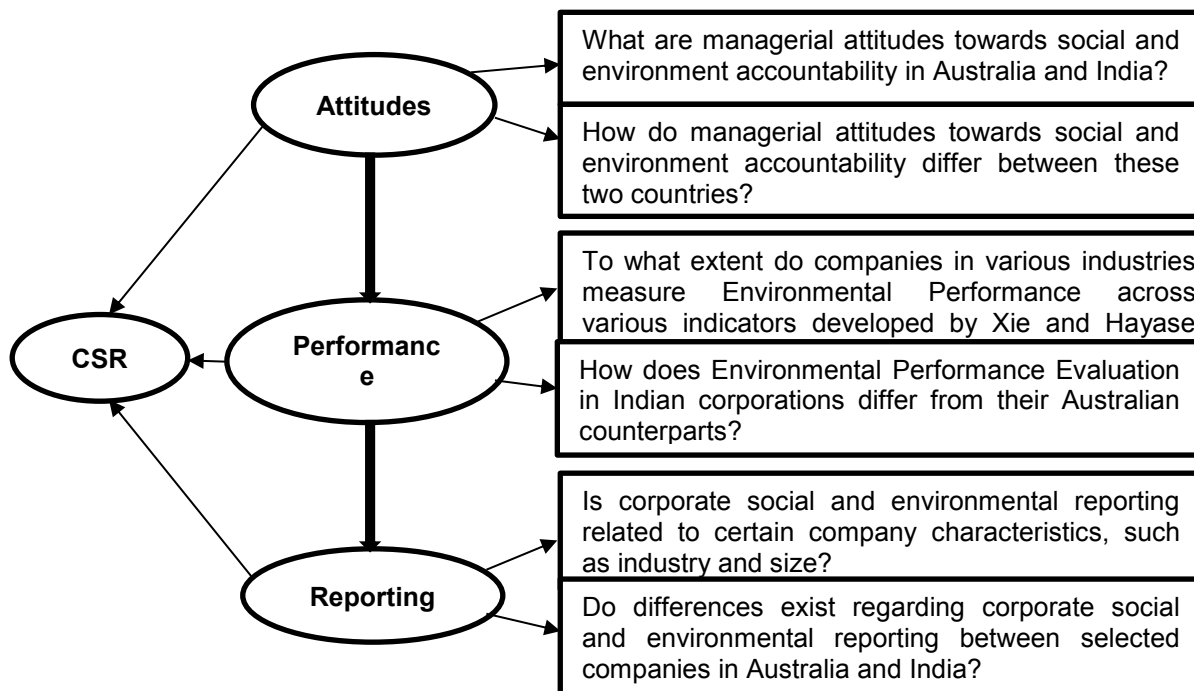 What are managerial attitudes towards social and
environment accountability in Australia and India?
Attitudes
How do managerial attitudes towards social and
environment accountability differ between these
two countries?
To what extent do companies in various industries
measure Environmental Performance across
various indicators developed by Xie and Hayase
CSR
Performanc
e
How does Environmental Performance Evaluation
in Indian corporations differ from their Australian
counterparts?
Is corporate social and environmental reporting
related to certain company characteristics, such
as industry and size?
Reporting
Do differences exist regarding corporate social
and environmental reporting between selected
companies in Australia and India?